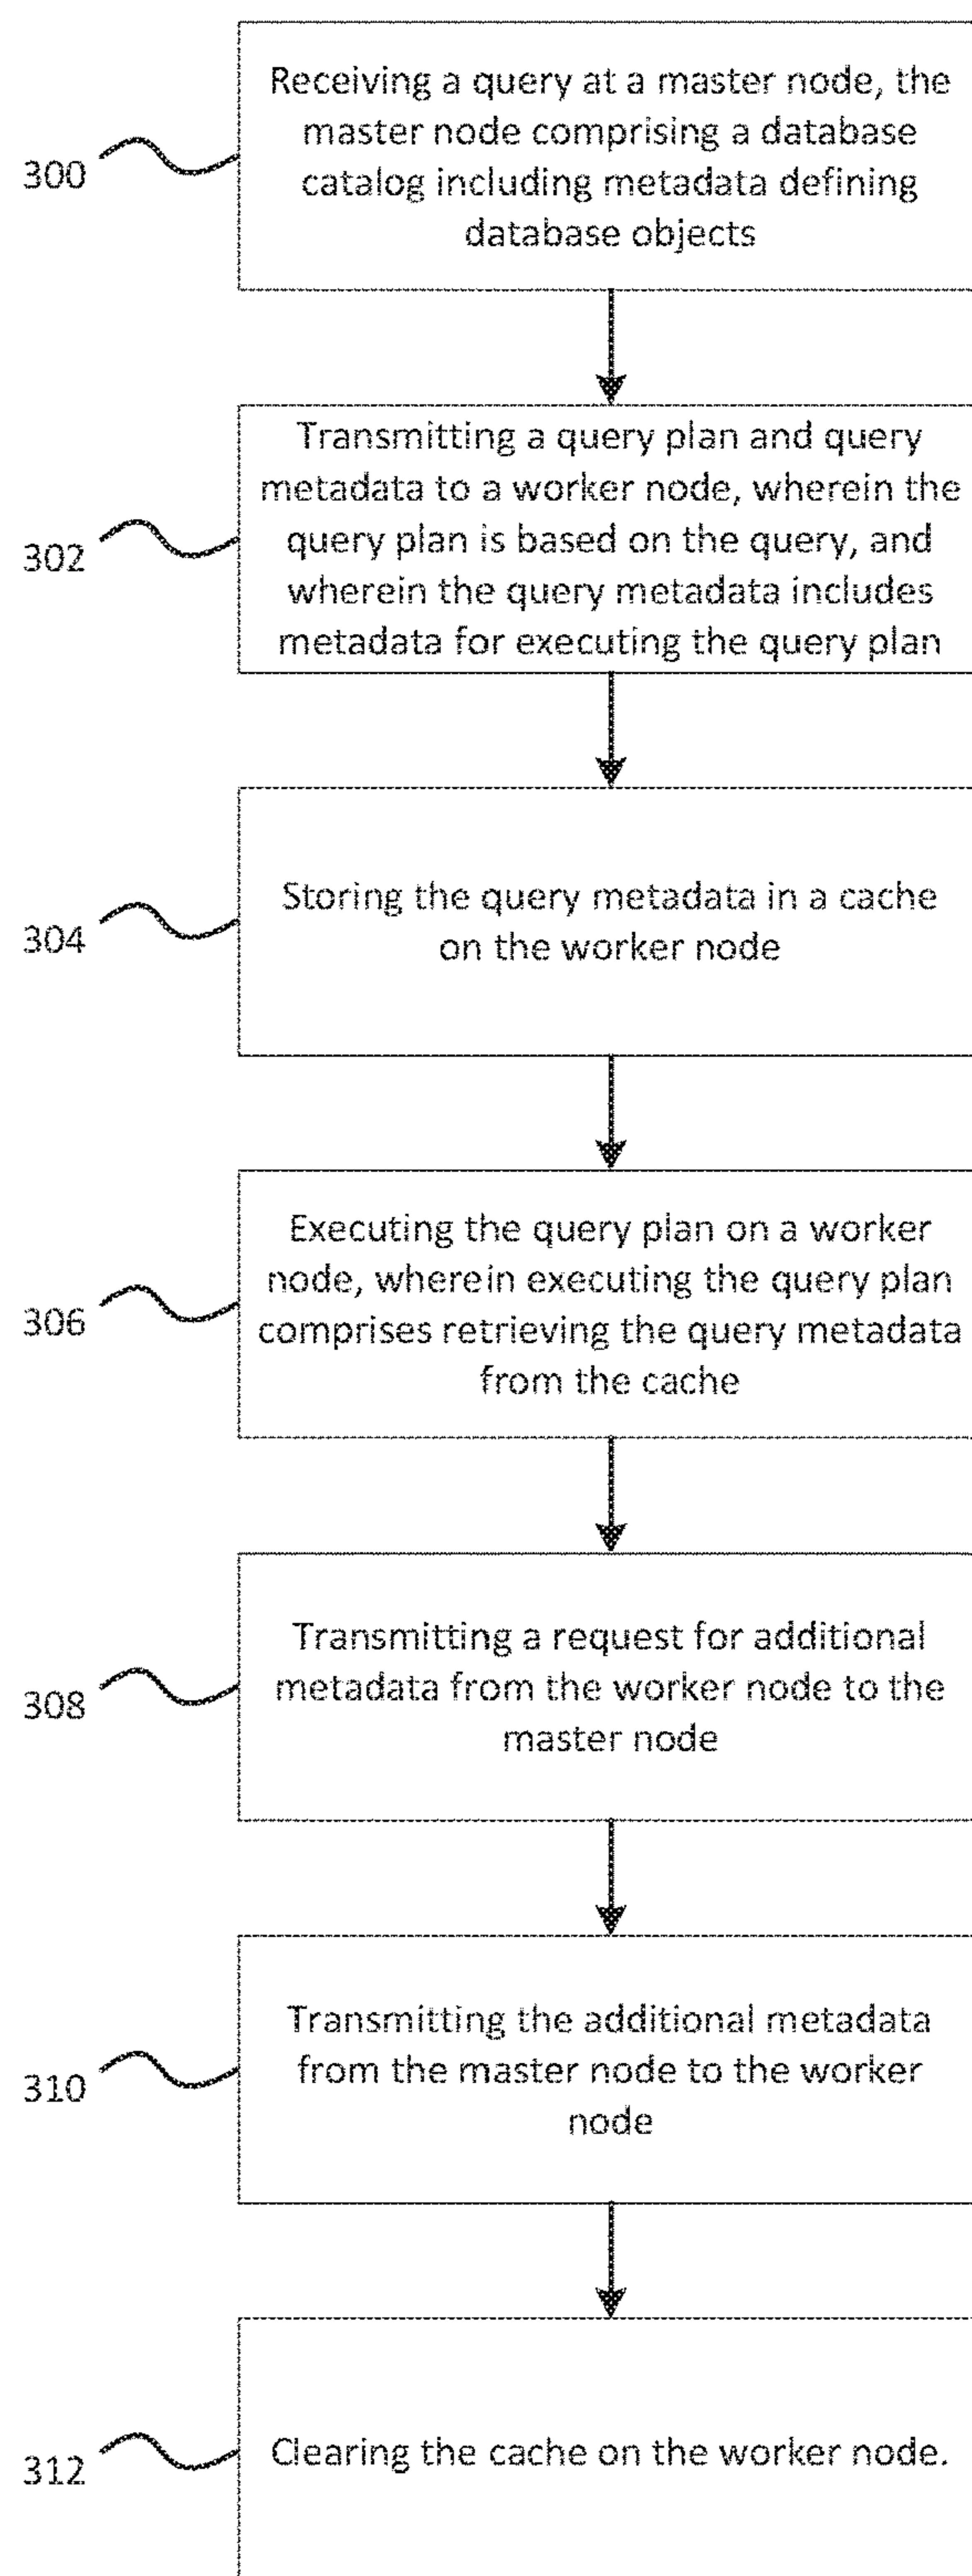 Receiving a query at a master node, the
master node comprising a database
catalog including metadata defining
database objects
300
Transmitting a query plan and query
metadata to a worker node, wherein the
query plan is based on the query, and
wherein the query metadata includes
metadata for executing the query plan
302
Storing the query metadata in a cache
on the worker node
304
Executing the query plan on a worker
node, wherein executing the query plan
comprises retrieving the query metadata
from the cache
306
Transmitting a request for additional
metadata from the worker node to the
master node
308
Transmitting the additional metadata
from the master node to the worker
node
310
Clearing the cache on the worker node.
312